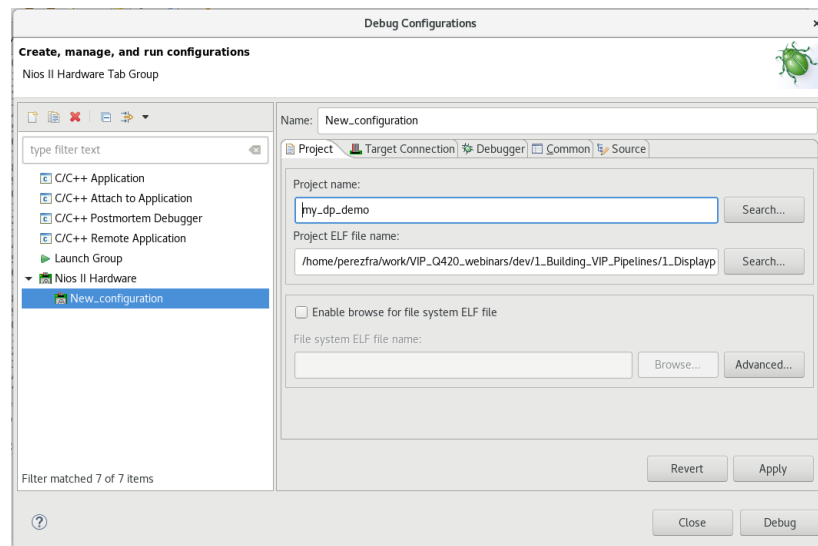 Debug Configurations
Create, manage, and run configurations
Nios II Hardware Tab Group
type filter text
C/C++ Application
C/C++ Attach to Application
C/C++ Postmortem Debugger
C/C++ Remote Application
Launch Group
Nios II Hardware
New_configuration
Filter matched 7 of 7 items
Name: New_configuration
Project Target Connection Debugger Common Source
Project name:
my_dp_demo Search...
Project ELF file name:
/home/perezfra/work/VIP_Q420_webinars/dev/1_Building_VIP_Pipelines/1_Displayp Search...
Enable browse for file system ELF file
File system ELF file name:
Browse... Advanced...
Revert Apply
Close Debug